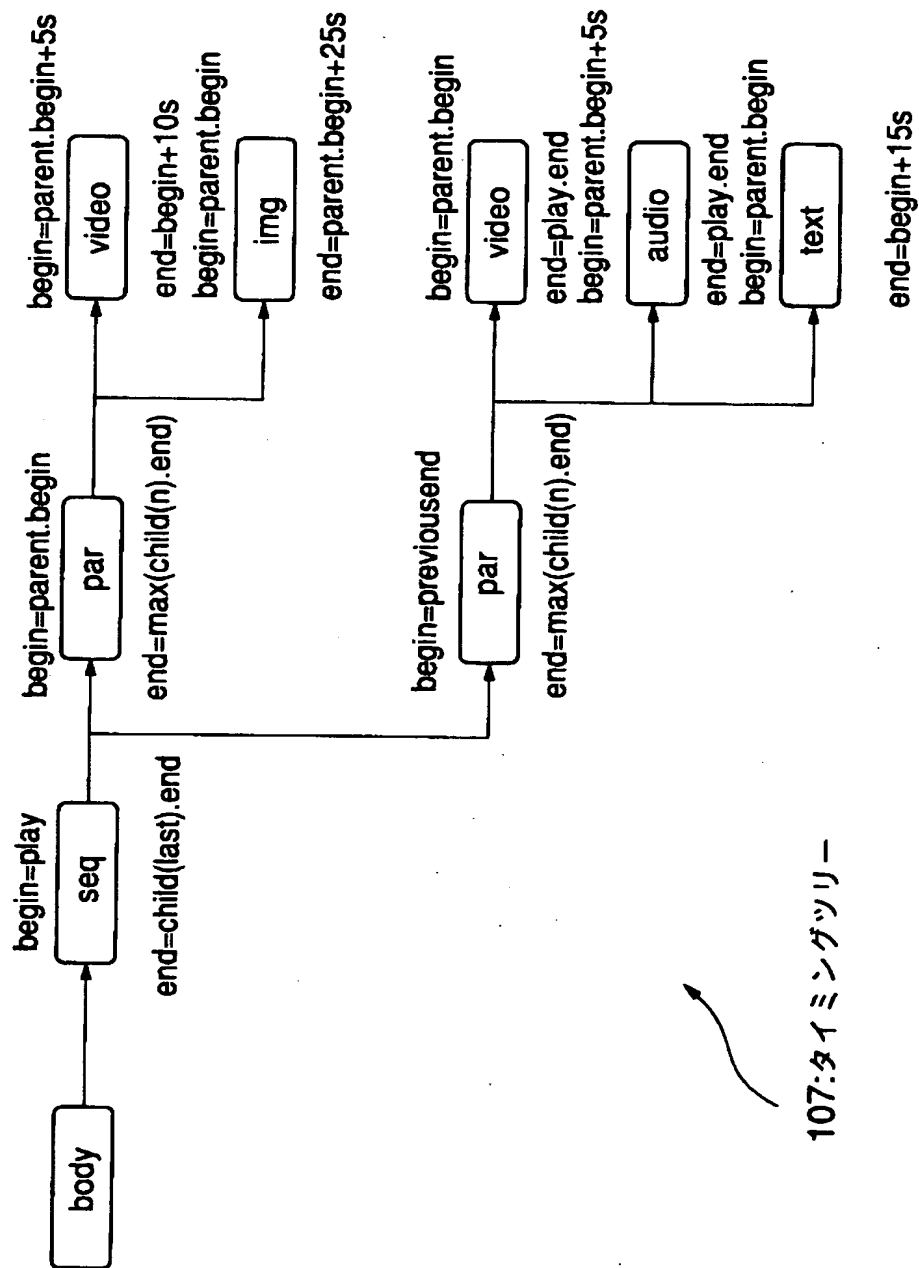 body
begin=play
seq
end=child(last).end
begin=parent.begin
par
end=max(child(n).end)
begin=parent.begin+5s
video
end=begin+10s
begin=parent.begin
img
end=parent.begin+25s
begin=previousend
par
end=max(child(n).end)
begin=parent.begin
video
end=play.end
begin=parent.begin+5s
audio
end=play.end
begin=parent.begin
text
end=begin+15s
107:タイミングツリー